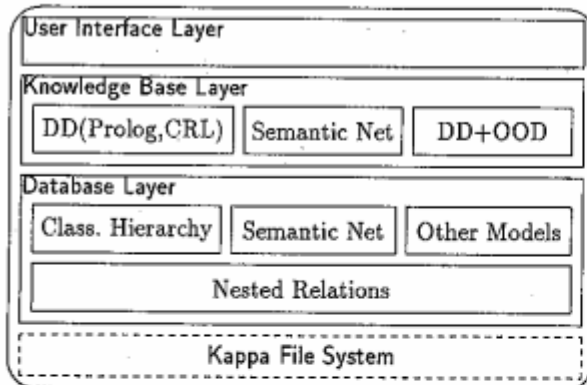 User Interface Layer
Knowledge Base Layer
DD(Prolog,CRL) Semantic Net DD+OOD
Database Layer
Class. Hierarchy Semantic Net Other Models
Nested Relations
Kappa File System